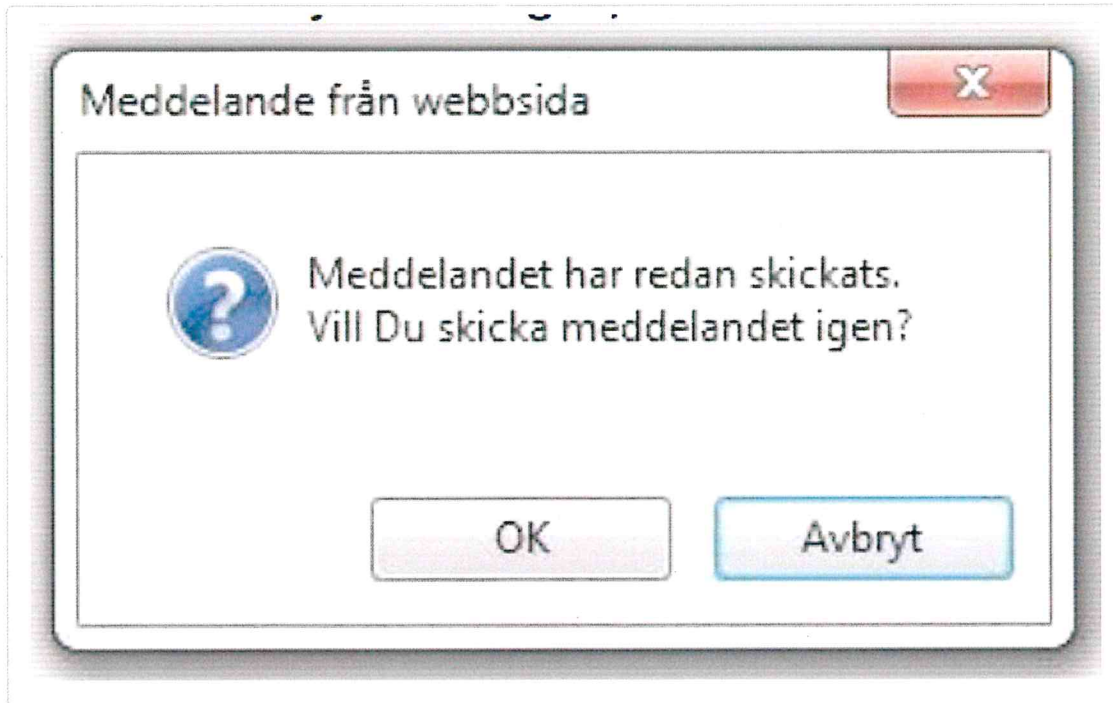 Meddelande från webbsida
Meddelandet har redan skickats.
Vill Du skicka meddelandet igen?
OK
Avbryt